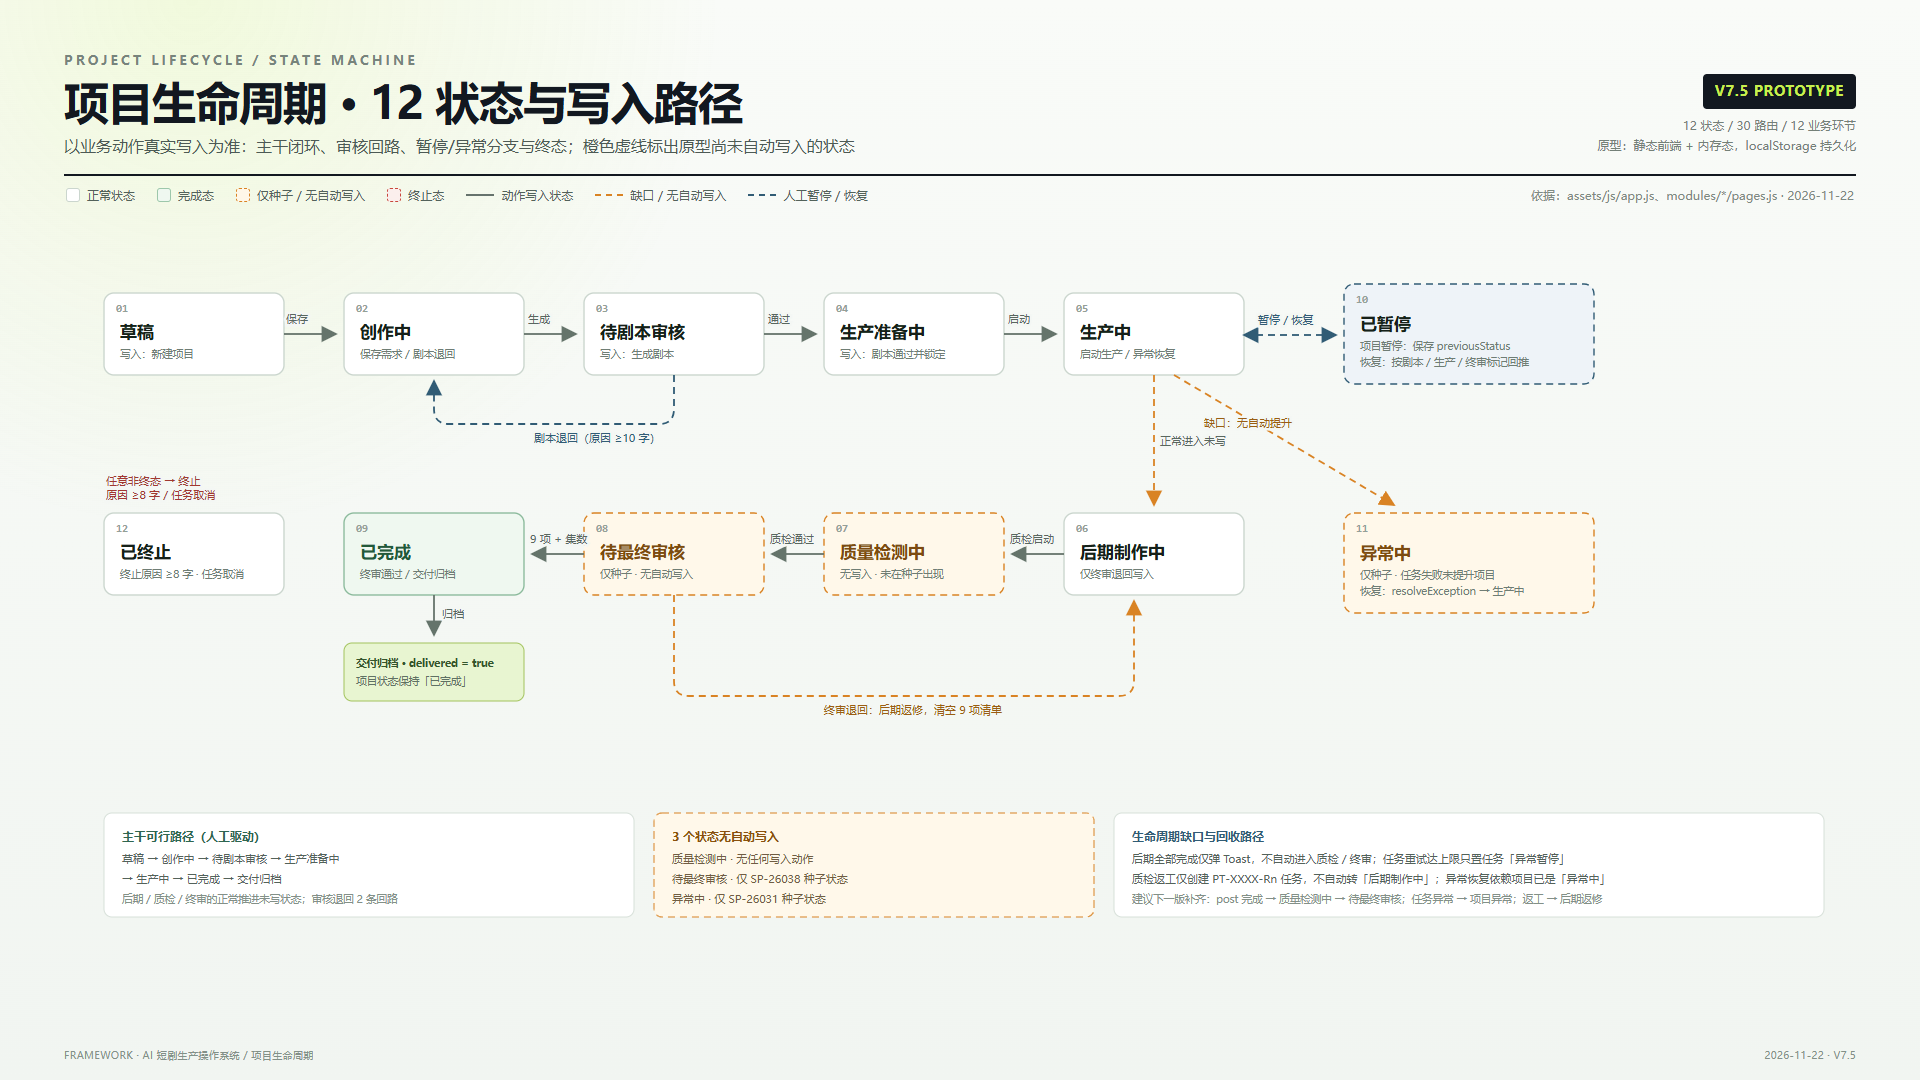 PROJECT LIFECYCLE / STATE MACHINE
项目生命周期 • 12 状态与写入路径
以业务动作真实写入为准：主干闭环、审核回路、暂停/异常分支与终态；橙色虚线标出原型尚未自动写入的状态
V7.5 PROTOTYPE
12 状态 / 30 路由 / 12 业务环节
原型：静态前端 + 内存态，localStorage 持久化
正常状态
完成态
仅种子 / 无自动写入
终止态
动作写入状态
缺口 / 无自动写入
人工暂停 / 恢复
依据：assets/js/app.js、modules/*/pages.js · 2026-11-22
01
草稿
写入：新建项目
保存
02
创作中
保存需求 / 剧本退回
生成
03
待剧本审核
写入：生成剧本
通过
04
生产准备中
写入：剧本通过并锁定
启动
05
生产中
启动生产 / 异常恢复
暂停 / 恢复
10
已暂停
项目暂停：保存 previousStatus
恢复：按剧本 / 生产 / 终审标记回推
剧本退回（原因 ≥10 字）
缺口：无自动提升
正常进入未写
任意非终态 → 终止
原因 ≥8 字 / 任务取消
12
已终止
终止原因 ≥8 字 · 任务取消
09
已完成
终审通过 / 交付归档
9 项 + 集数
08
待最终审核
仅种子 · 无自动写入
质检通过
07
质量检测中
无写入 · 未在种子出现
质检启动
06
后期制作中
仅终审退回写入
11
异常中
仅种子 · 任务失败未提升项目
恢复：resolveException → 生产中
归档
交付归档 • delivered = true
项目状态保持「已完成」
终审退回：后期返修，清空 9 项清单
主干可行路径（人工驱动）
草稿 → 创作中 → 待剧本审核 → 生产准备中
→ 生产中 → 已完成 → 交付归档
后期 / 质检 / 终审的正常推进未写状态；审核退回 2 条回路
3 个状态无自动写入
质量检测中 · 无任何写入动作
待最终审核 · 仅 SP-26038 种子状态
异常中 · 仅 SP-26031 种子状态
生命周期缺口与回收路径
后期全部完成仅弹 Toast，不自动进入质检 / 终审；任务重试达上限只置任务「异常暂停」
质检返工仅创建 PT-XXXX-Rn 任务，不自动转「后期制作中」；异常恢复依赖项目已是「异常中」
建议下一版补齐：post 完成 → 质量检测中 → 待最终审核；任务异常 → 项目异常；返工 → 后期返修
FRAMEWORK · AI 短剧生产操作系统 / 项目生命周期
2026-11-22 · V7.5